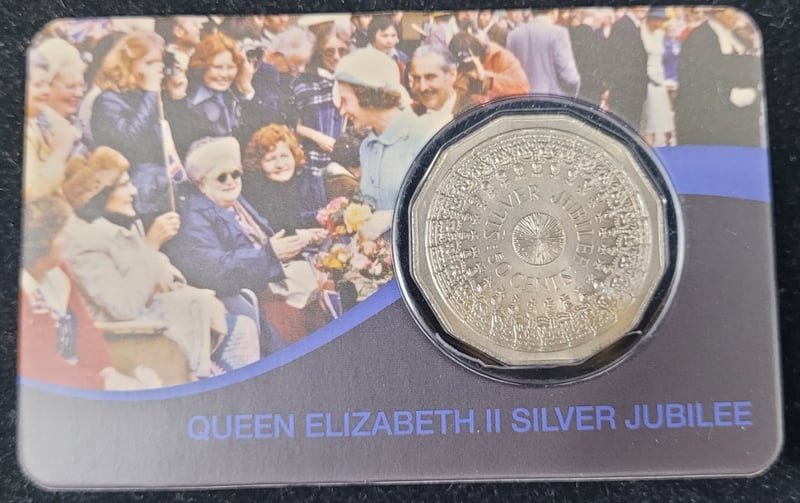 SILVER JUBILEE
50 CENTS
QUEEN ELIZABETH II SILVER JUBILEE